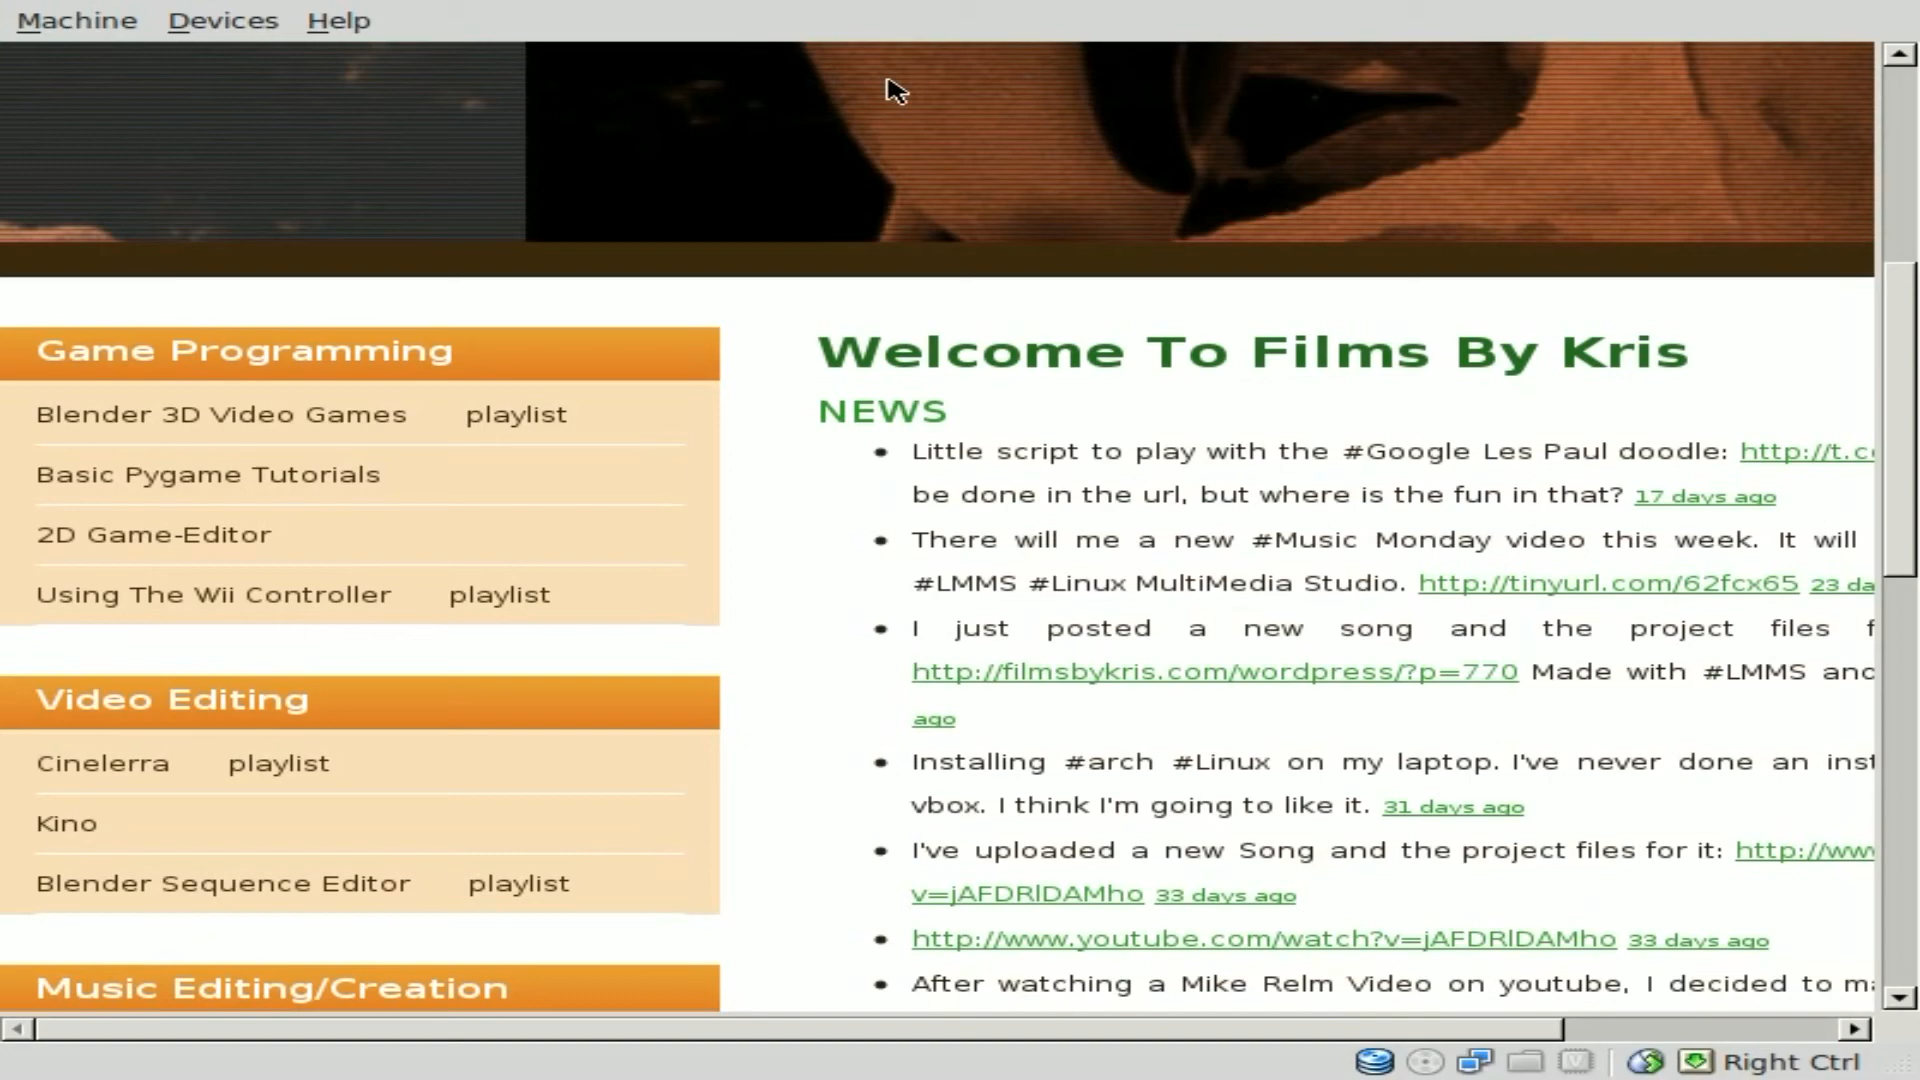 Machine Devices Help
Game Programming
Blender 3D Video Games playlist
Basic Pygame Tutorials
2D Game-Editor
Using The Wii Controller playlist
Video Editing
Cinelerra playlist
Kino
Blender Sequence Editor playlist
Music Editing/Creation
Welcome To Films By Kris
NEWS
Little script to play with the #Google Les Paul doodle: http://t.c
be done in the url, but where is the fun in that? 17 days ago
There will me a new #Music Monday video this week. It will
#LMMS #Linux MultiMedia Studio. http://tinyurl.com/62fcx65 23 da
I just posted a new song and the project files f
http://filmsbykris.com/wordpress/?p=770 Made with #LMMS and
ago
Installing #arch #Linux on my laptop. I've never done an inst
vbox. I think I'm going to like it. 31 days ago
I've uploaded a new Song and the project files for it: http://ww
v=jAFDRlDAMho 33 days ago
http://www.youtube.com/watch?v=jAFDRlDAMho 33 days ago
After watching a Mike Relm Video on youtube, I decided to m
Right Ctrl